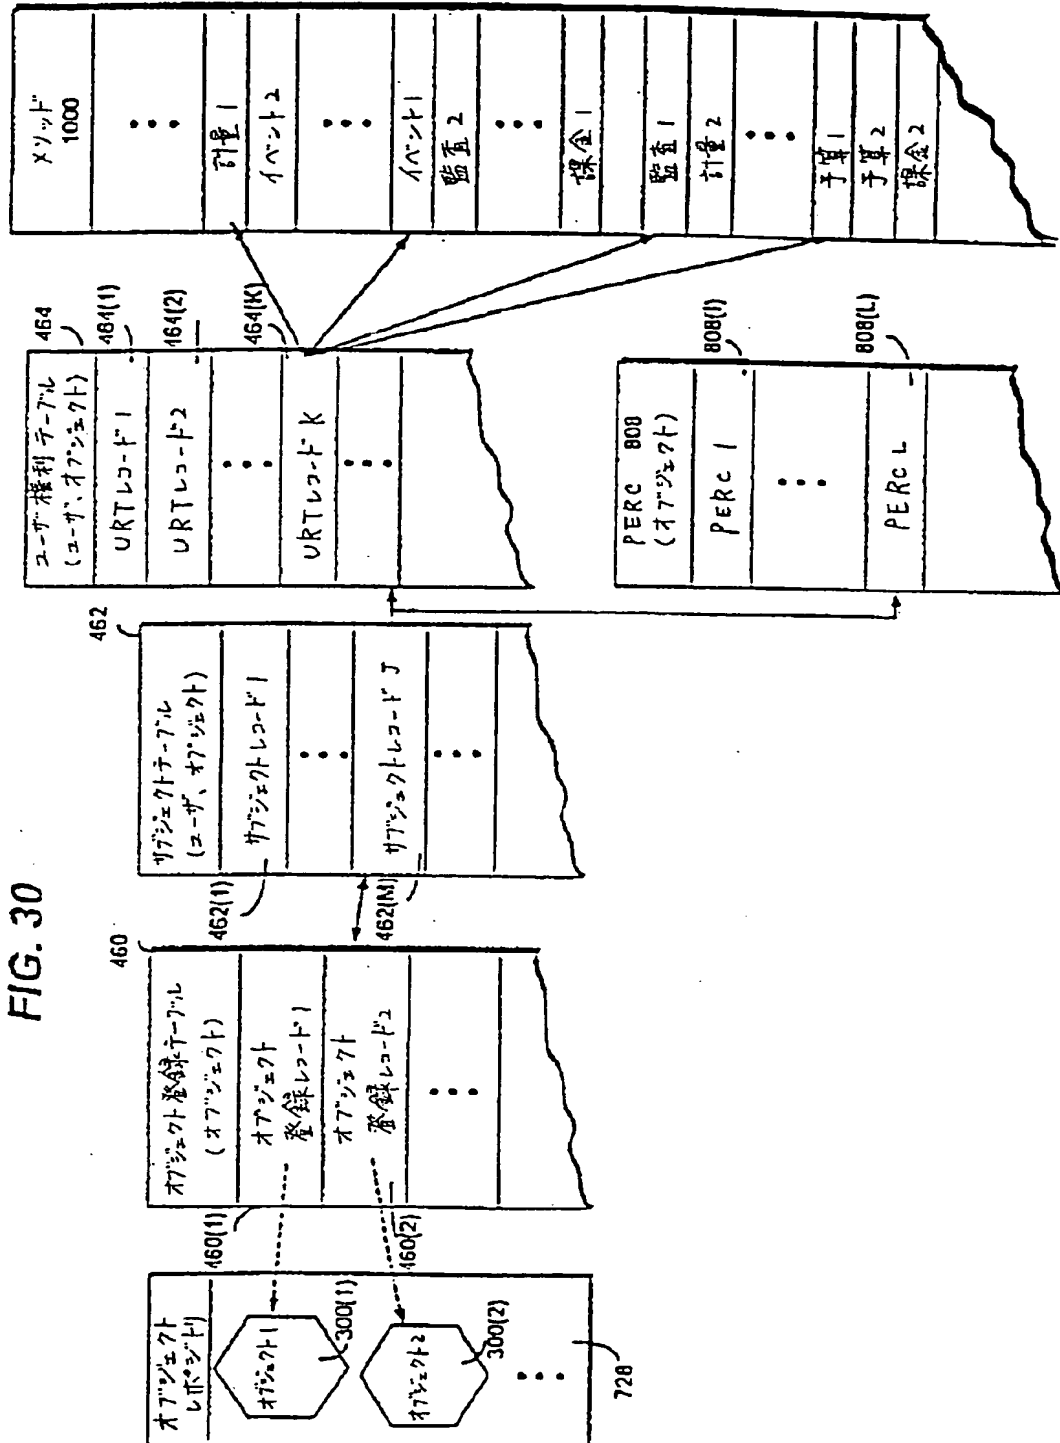 FIG. 30
オブジェクト
レポジトリ
オブジェクト1
300(1)
オブジェクト2
300(2)
728
460
オブジェクト登録テーブル
(オブジェクト)
460(1)
オブジェクト
登録レコード1
オブジェクト
登録レコード2
460(2)
462
サブジェクトテーブル
(ユーザ、オブジェクト)
462(1)
サブジェクトレコード1
サブジェクトレコード J
462(M)
ユーザ権利テーブル
(ユーザ、オブジェクト)
464
URTレコード1
464(1)
URTレコード2
464(2)
URTレコード K
464(K)
PERC 808
(オブジェクト)
PERC 1
808(1)
PERC L
808(L)
メソッド
1000
計量1
イベント2
イベント1
監査2
課金1
監査1
計量2
予算1
予算2
課金2